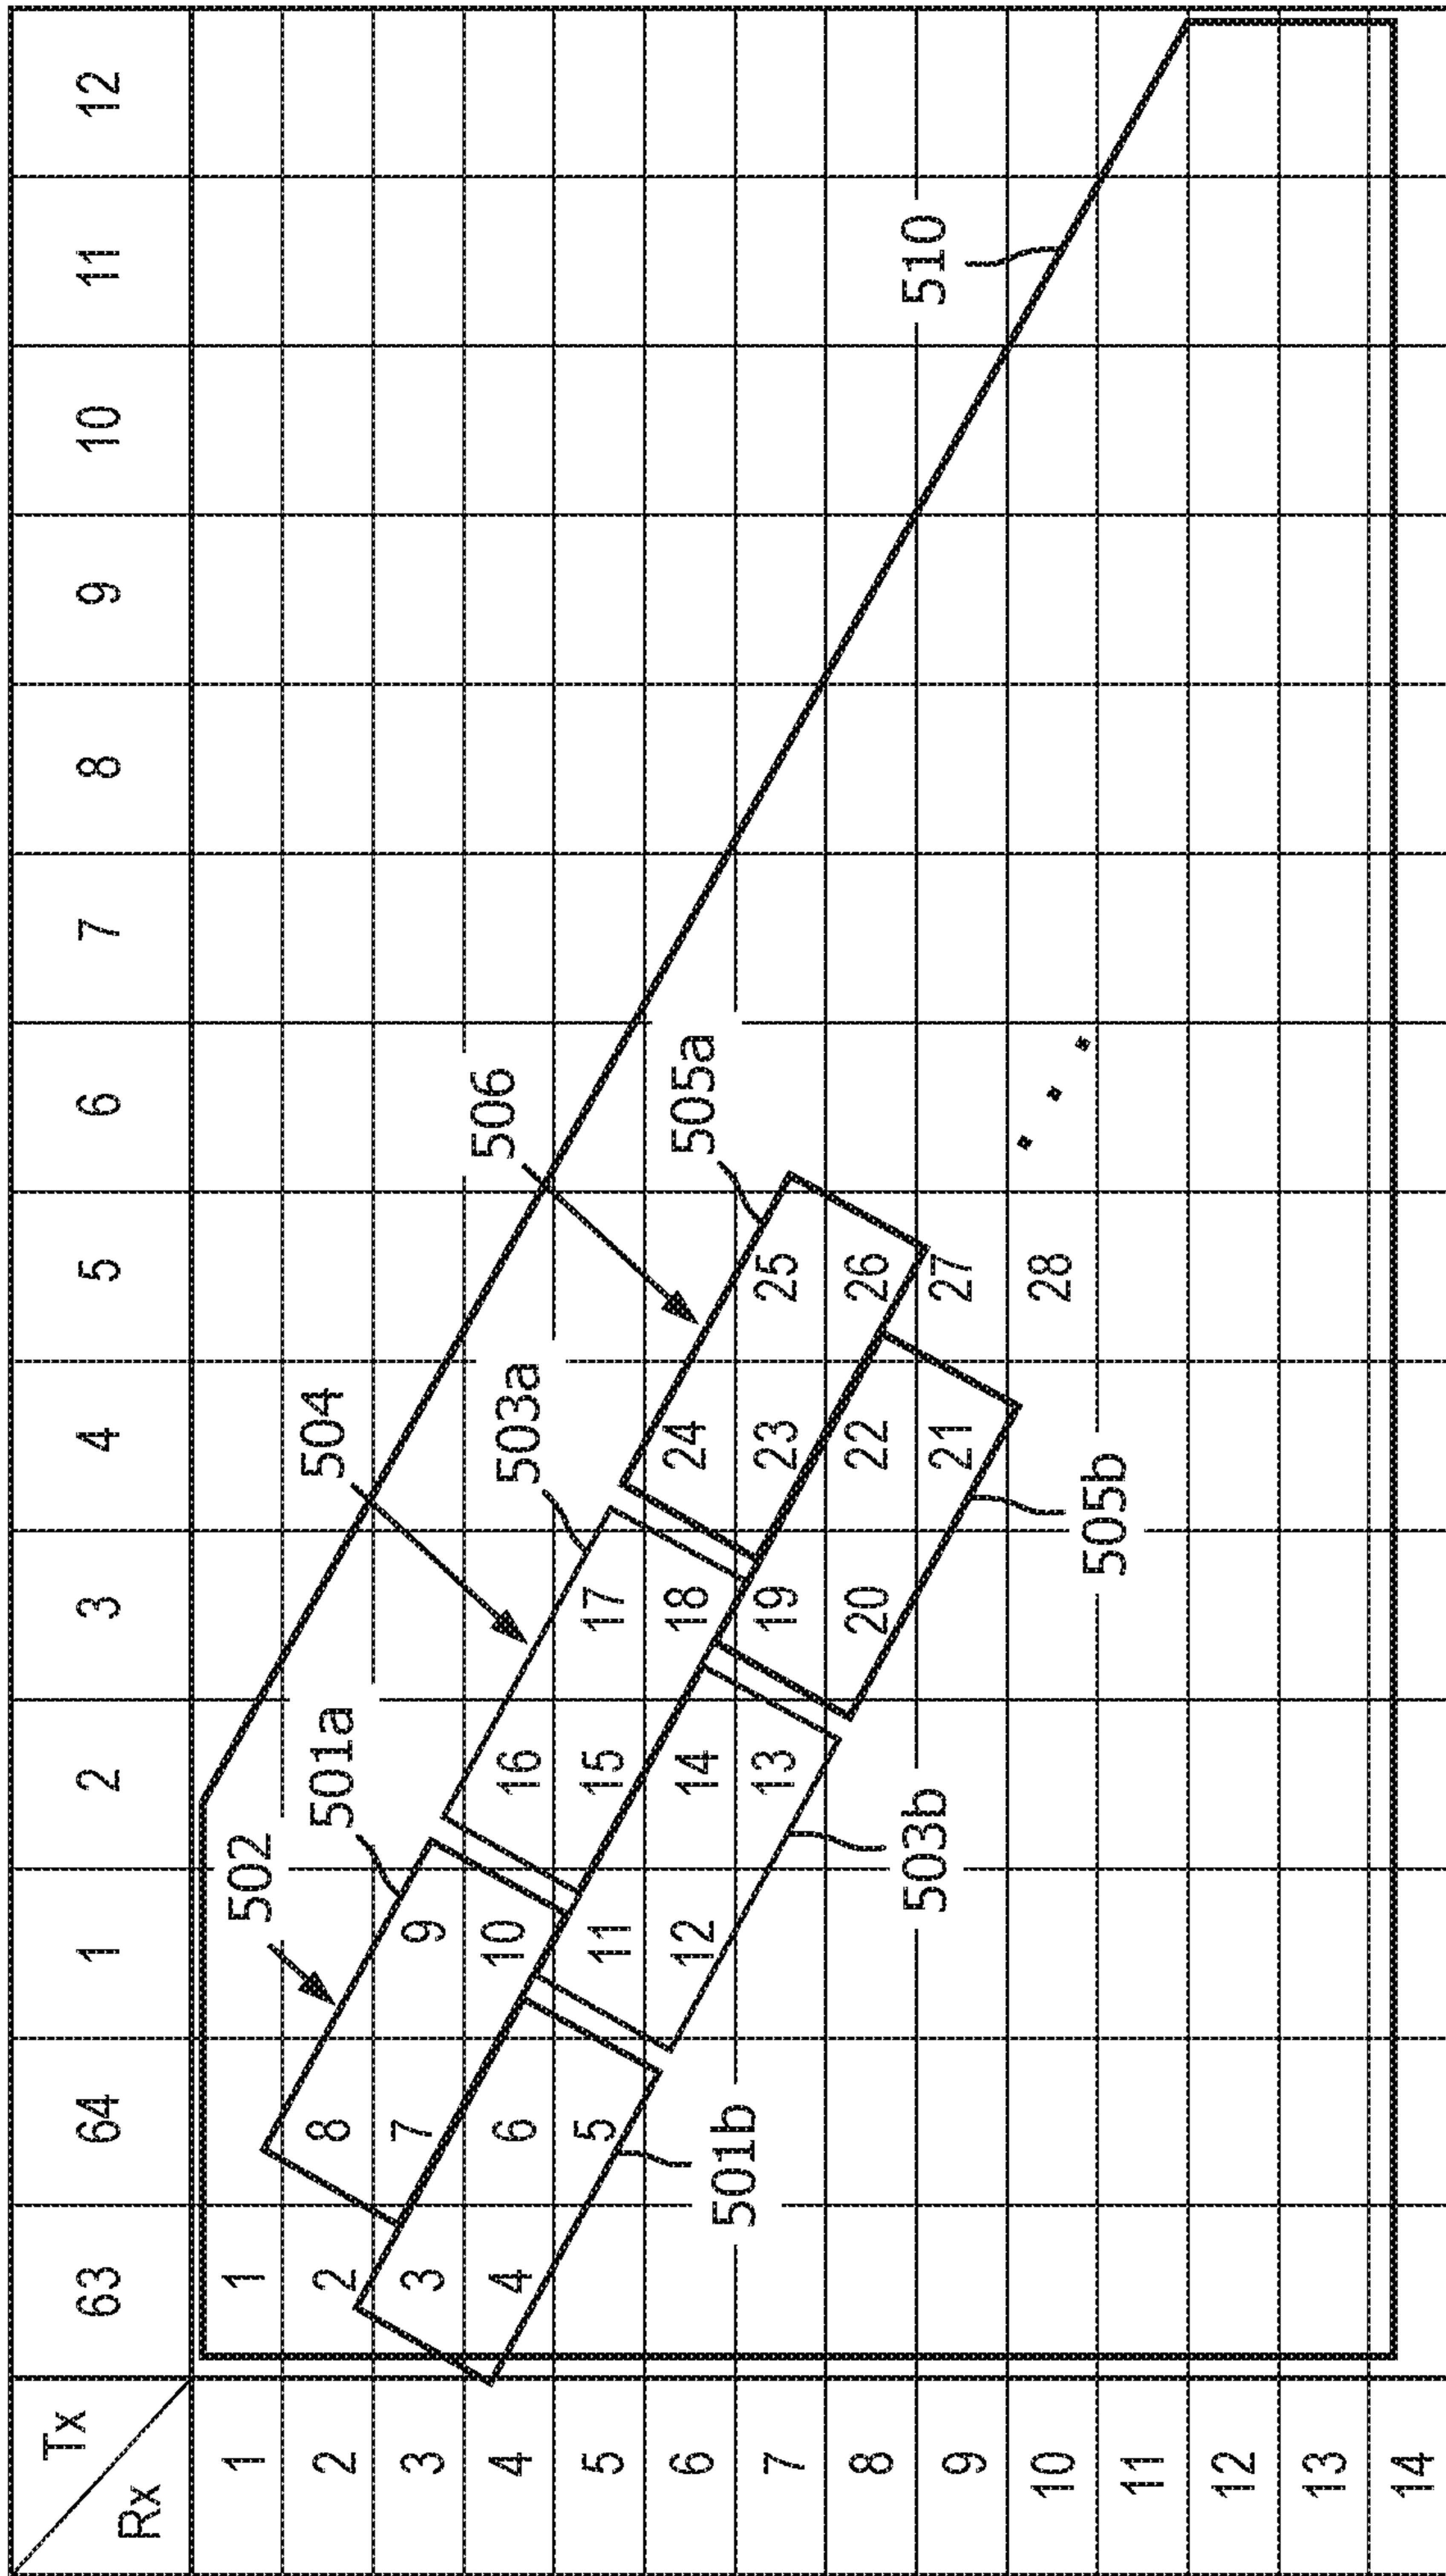 Tx 63 64 1 2 3 4 5 6 7 8 9 10 11 12
Rx
1 1 502
2 2 8 501a 504
3 3 7 9
4 4 6 10 16 503a 506
5 5 11 15 17
6 12 14 18 24 505a
7 501b 13 19 23 25
8 20 22 26
9 503b 21 27 510
10 28
11 505b
12
13
14